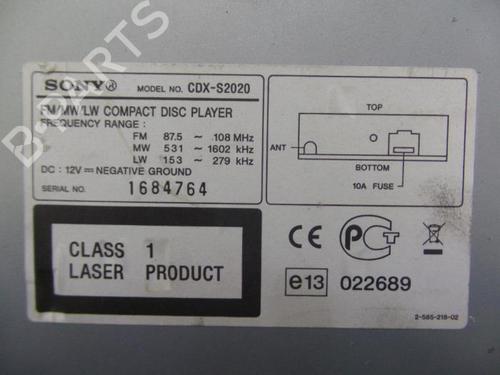 SONY® MODEL NO. CDX-S2020
FM/MW/LW COMPACT DISC PLAYER
FREQUENCY RANGE :
FM 87.5 ~ 108 MHz
MW 531 ~ 1602 kHz
LW 153 ~ 279 kHz
DC : 12V⎓ NEGATIVE GROUND
SERIAL NO. 1684764
TOP
ANT
BOTTOM
10A FUSE
CLASS 1
LASER PRODUCT
CE PCT
e13 022689
2-585-218-02
B-PARTS